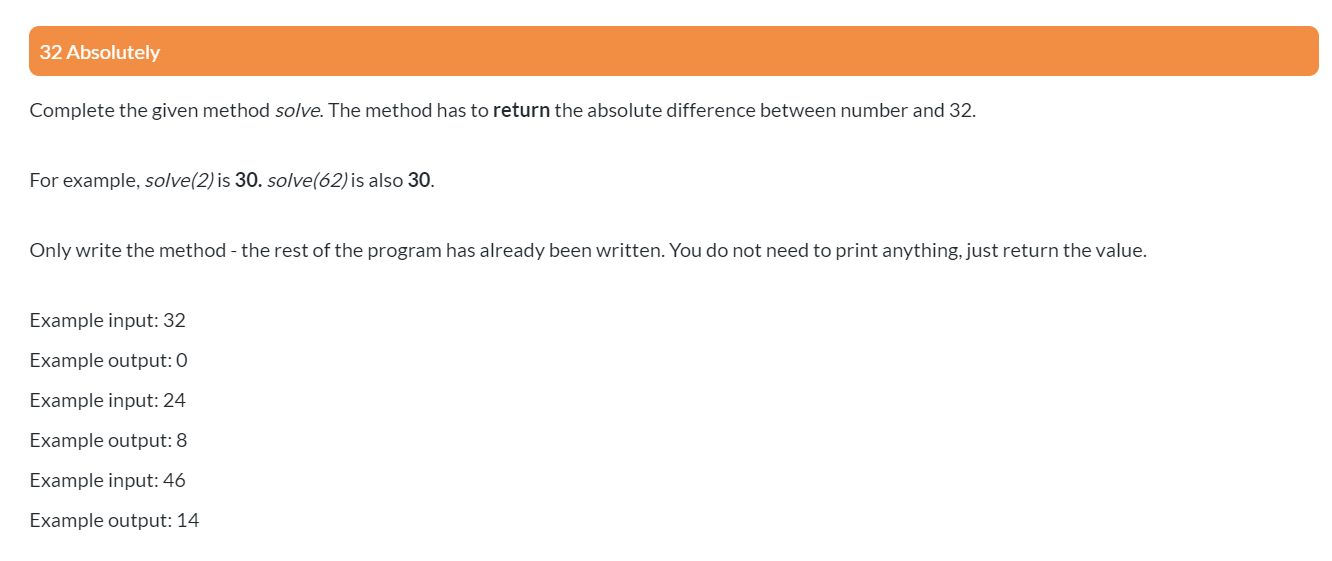 32 Absolutely
Complete the given method solve. The method has to return the absolute difference between number and 32.
For example, solve(2) is 30. solve(62) is also 30.
Only write the method - the rest of the program has already been written. You do not need to print anything, just return the value.
Example input: 32
Example output: 0
Example input: 24
Example output: 8
Example input: 46
Example output: 14